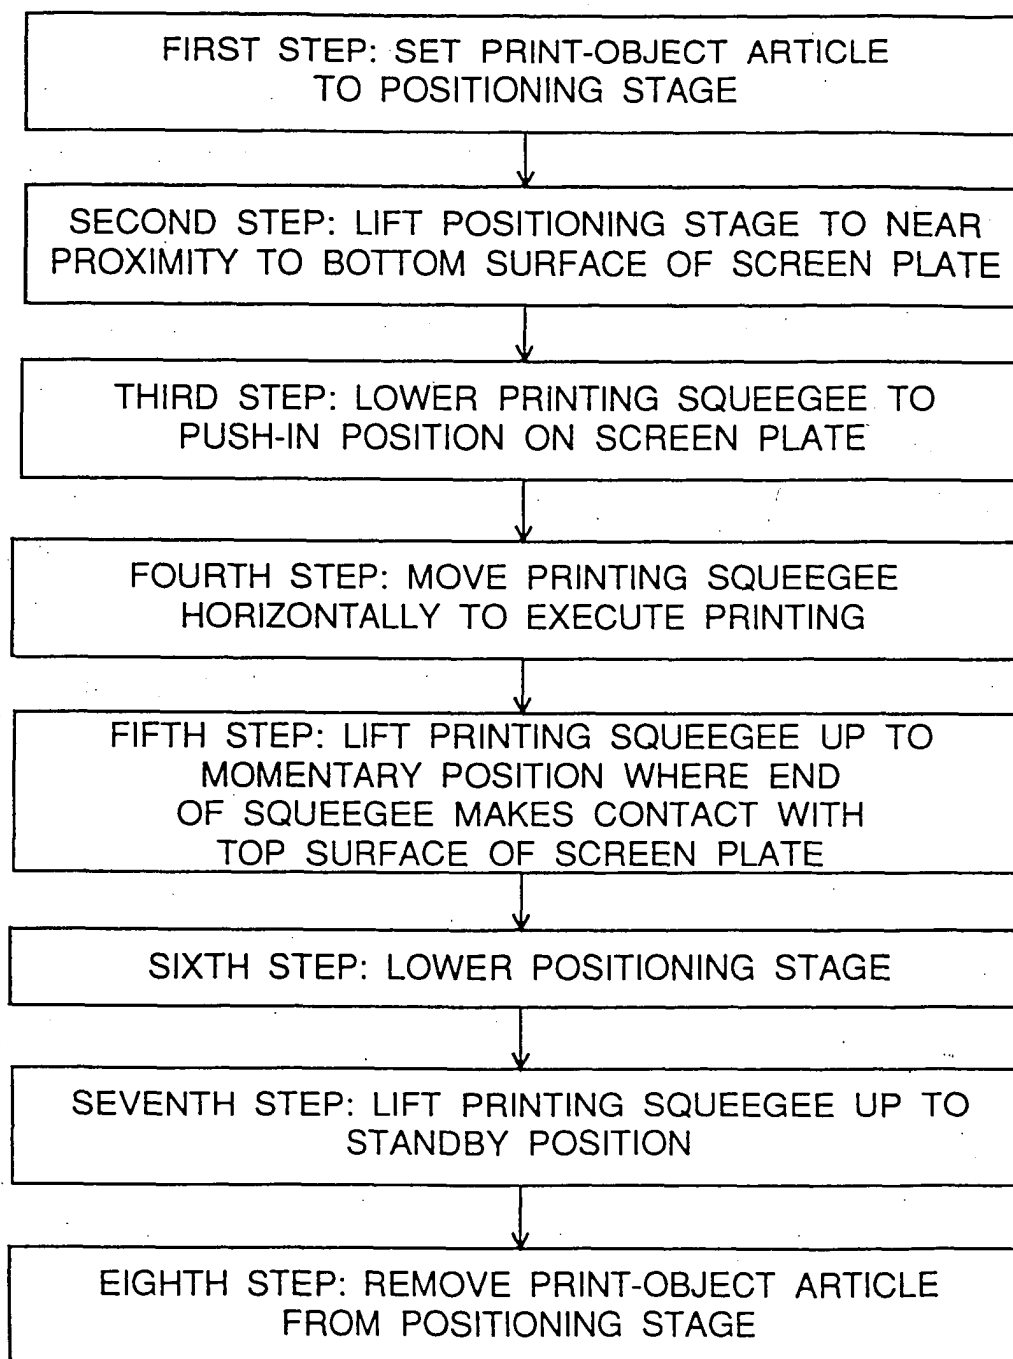 FIRST STEP: SET PRINT-OBJECT ARTICLE
TO POSITIONING STAGE
SECOND STEP: LIFT POSITIONING STAGE TO NEAR
PROXIMITY TO BOTTOM SURFACE OF SCREEN PLATE
THIRD STEP: LOWER PRINTING SQUEEGEE TO
PUSH-IN POSITION ON SCREEN PLATE
FOURTH STEP: MOVE PRINTING SQUEEGEE
HORIZONTALLY TO EXECUTE PRINTING
FIFTH STEP: LIFT PRINTING SQUEEGEE UP TO
MOMENTARY POSITION WHERE END
OF SQUEEGEE MAKES CONTACT WITH
TOP SURFACE OF SCREEN PLATE
SIXTH STEP: LOWER POSITIONING STAGE
SEVENTH STEP: LIFT PRINTING SQUEEGEE UP TO
STANDBY POSITION
EIGHTH STEP: REMOVE PRINT-OBJECT ARTICLE
FROM POSITIONING STAGE